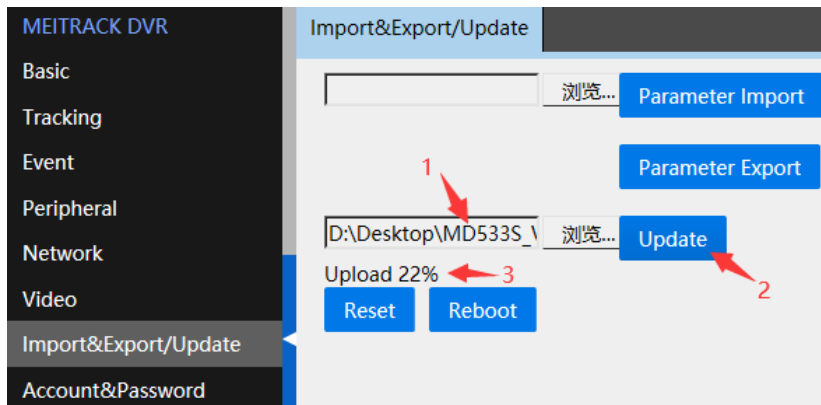 MEITRACK DVR
Basic
Tracking
Event
Peripheral
Network
Video
Import&Export/Update
Account&Password
Import&Export/Update
浏览... Parameter Import
Parameter Export
1
D:\Desktop\MD533S_\ 浏览... Update
2
Upload 22% 3
Reset Reboot